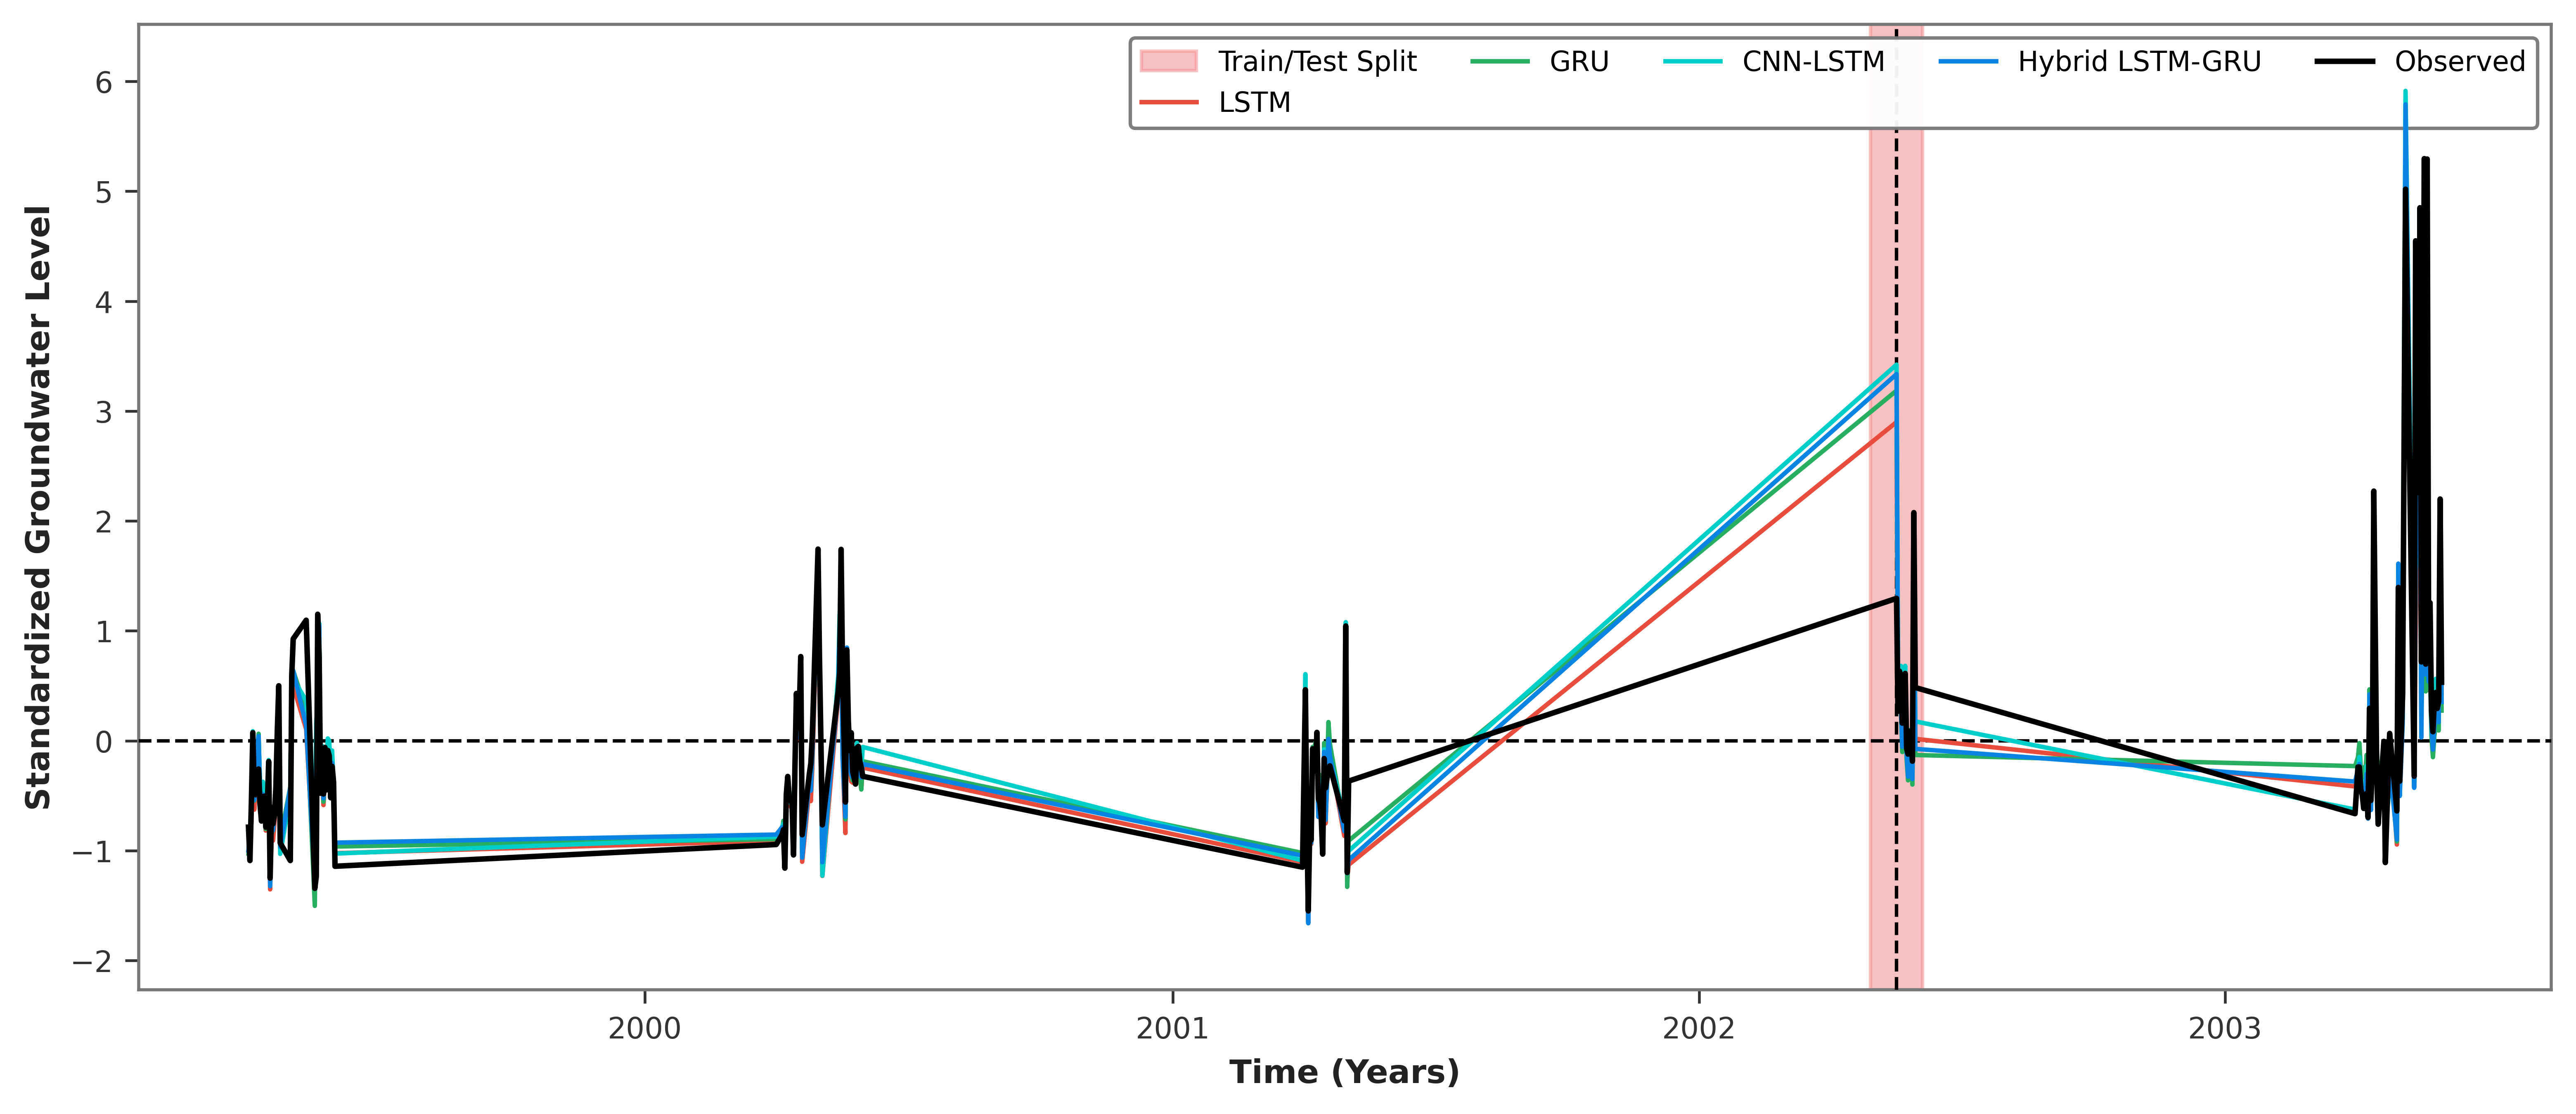 Train/Test Split GRU CNN-LSTM Hybrid LSTM-GRU Observed
LSTM
6
5
4
3
2
1
0
−1
−2
Standardized Groundwater Level
2000 2001 2002 2003
Time (Years)